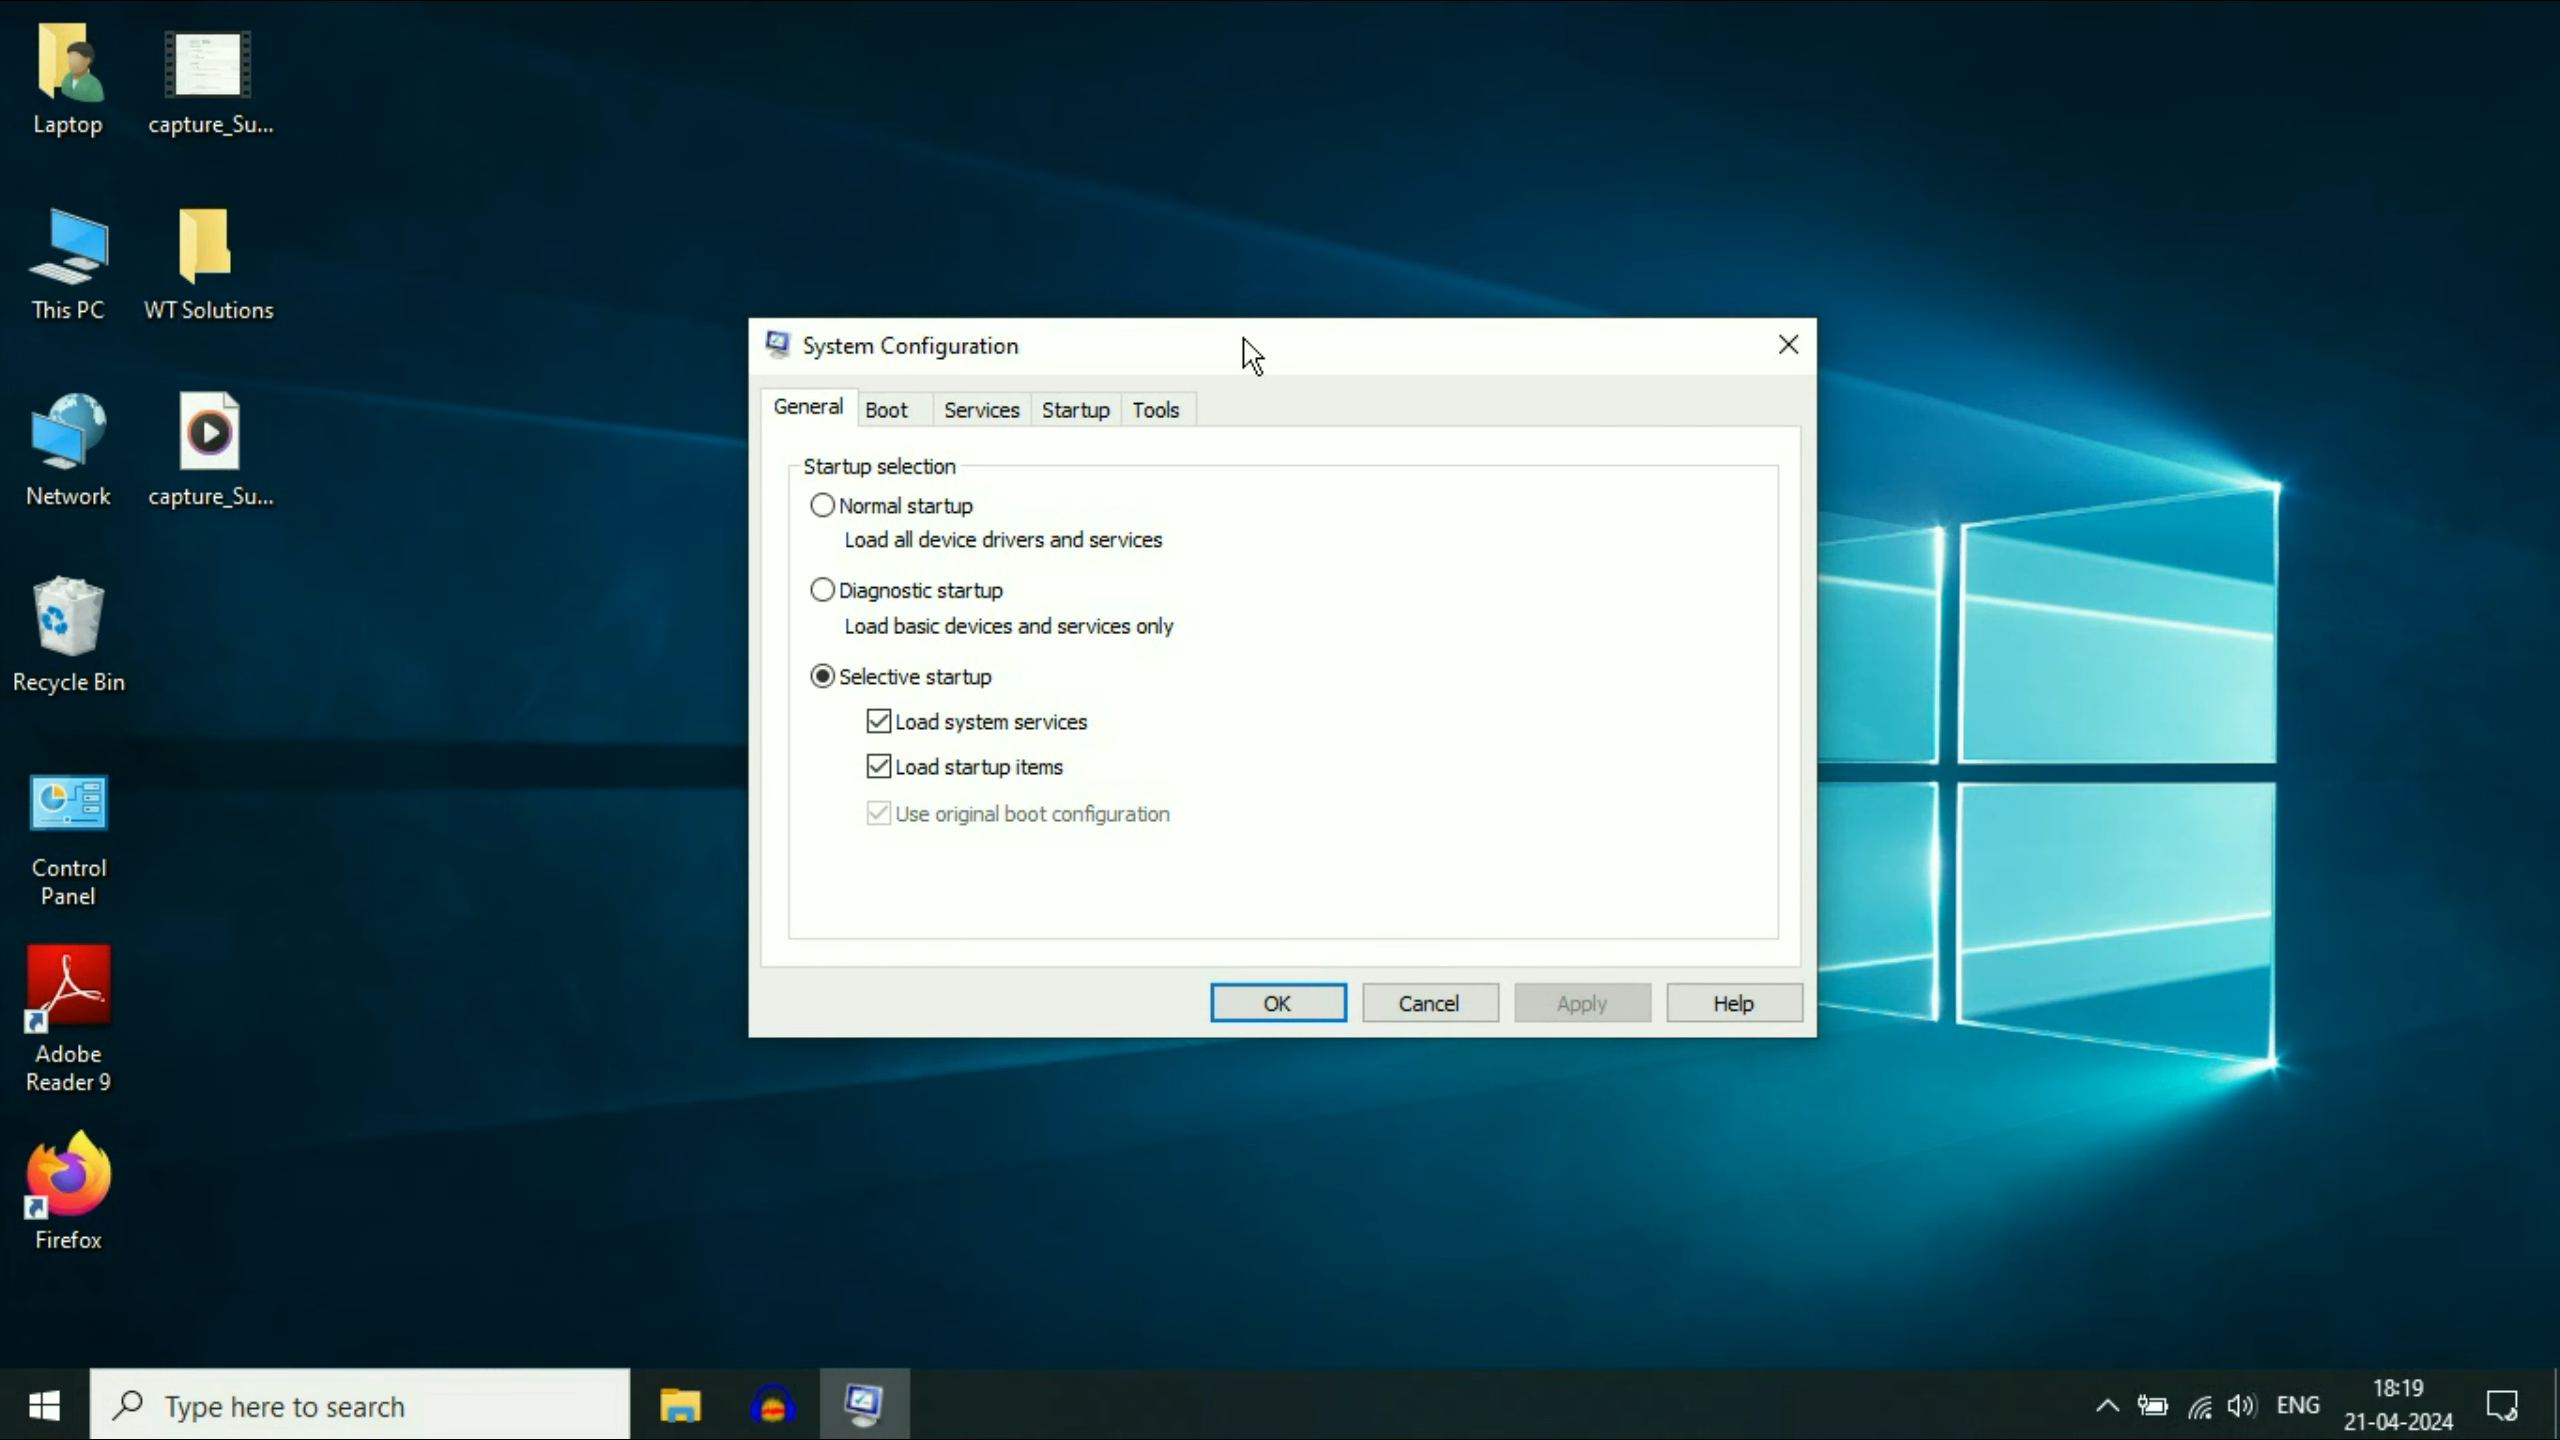 Laptop
capture_Su...
This PC
WT Solutions
Network
capture_Su...
Recycle Bin
Control
Panel
Adobe
Reader 9
Firefox
System Configuration
General
Boot
Services
Startup
Tools
Startup selection
Normal startup
Load all device drivers and services
Diagnostic startup
Load basic devices and services only
Selective startup
Load system services
Load startup items
Use original boot configuration
OK
Cancel
Apply
Help
Type here to search
ENG
18:19
21-04-2024